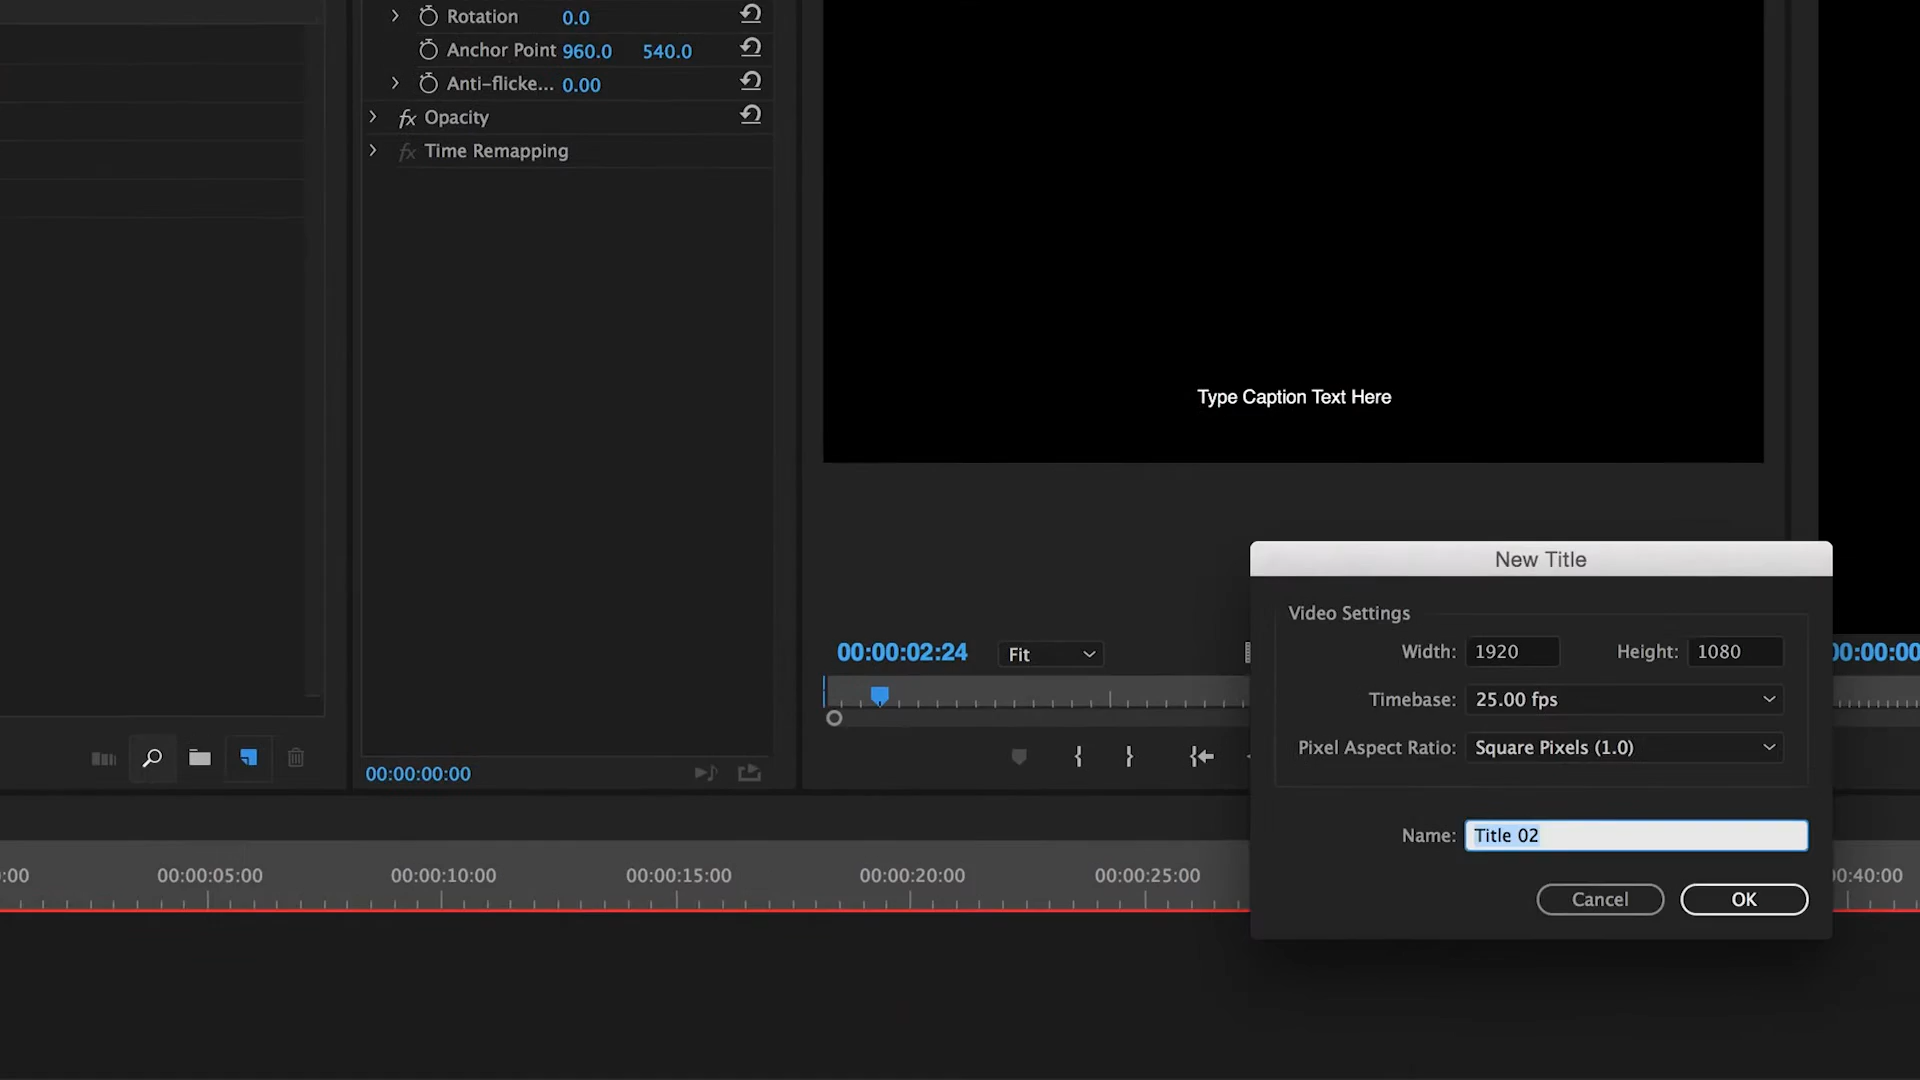 Rotation 0.0
Anchor Point 960.0 540.0
Anti-flicke... 0.00
fx Opacity
fx Time Remapping
Type Caption Text Here
New Title
Video Settings
Width: 1920 Height: 1080
00:00:02:24 Fit
Timebase: 25.00 fps
Pixel Aspect Ratio: Square Pixels (1.0)
00:00:00:00
Name: Title 02
:00 00:00:05:00 00:00:10:00 00:00:15:00 00:00:20:00 00:00:25:00 0:40:00
Cancel OK